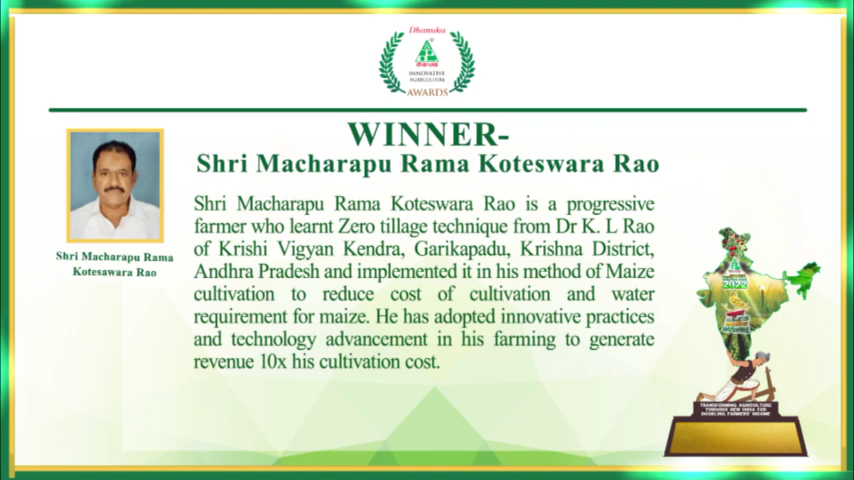 Dhanuka
dhanuka
INNOVATIVE
AGRICULTURE
AWARDS
WINNER-
Shri Macharapu Rama Koteswara Rao
Shri Macharapu Rama Koteswara Rao is a progressive
farmer who learnt Zero tillage technique from Dr K. L Rao
of Krishi Vigyan Kendra, Garikapadu, Krishna District,
Andhra Pradesh and implemented it in his method of Maize
cultivation to reduce cost of cultivation and water
requirement for maize. He has adopted innovative practices
and technology advancement in his farming to generate
revenue 10x his cultivation cost.
Shri Macharapu Rama
Kotesawara Rao
2022
TRANSFORMING AGRICULTURE
TOWARDS NEW INDIA FOR
DOUBLING FARMERS' INCOME